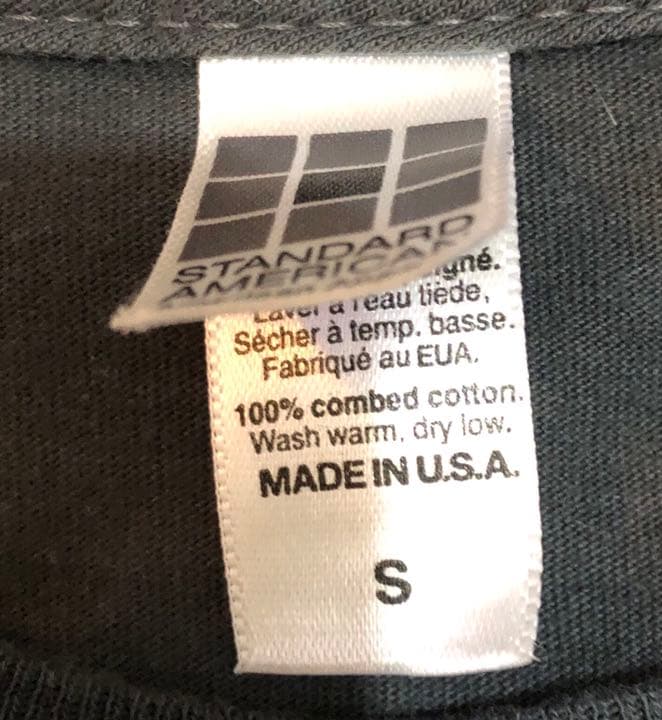 STANDARD
AMERICAN
à l'eau tiède,
Sécher à temp. basse.
Fabriqué au EUA.
100% combed cotton.
Wash warm, dry low.
MADE IN U.S.A.
S